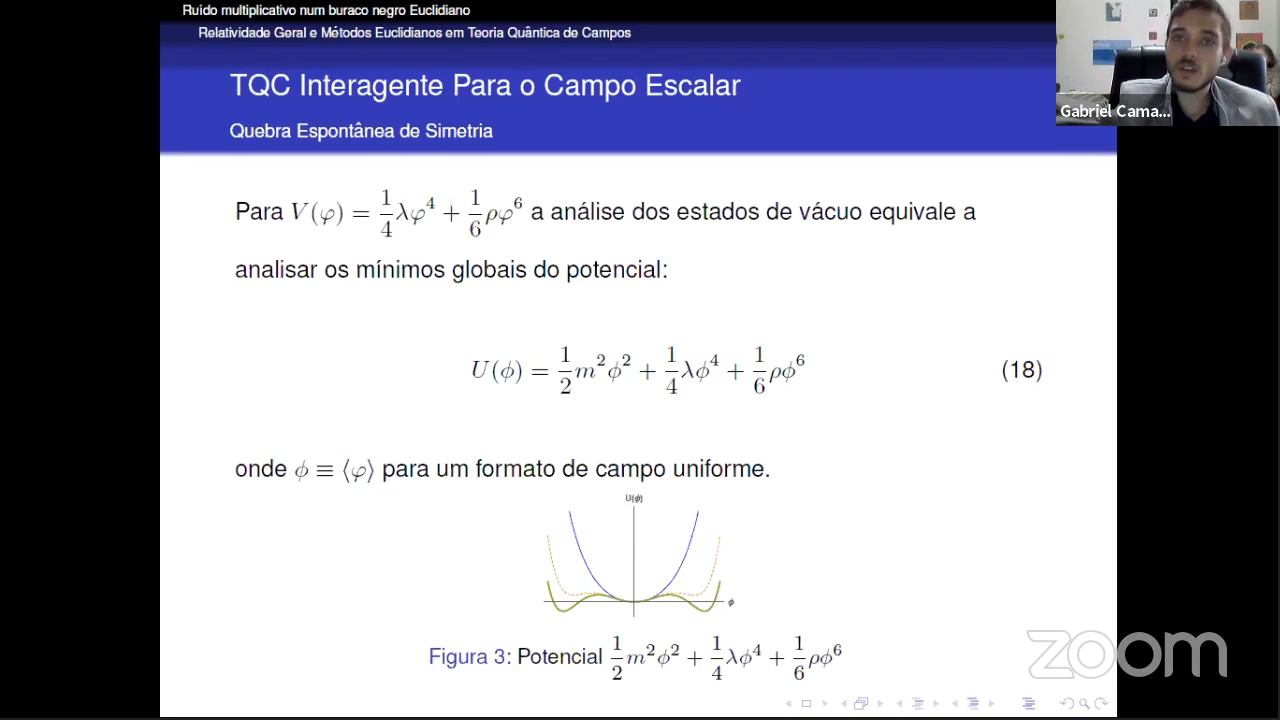 Ruído multiplicativo num buraco negro Euclidiano
Relatividade Geral e Métodos Euclidianos em Teoria Quântica de Campos
TQC Interagente Para o Campo Escalar
Quebra Espontânea de Simetria
Gabriel Cama...
Para V(φ) = 1/4 λφ⁴ + 1/6 ρφ⁶ a análise dos estados de vácuo equivale a
analisar os mínimos globais do potencial:
U(ϕ) = 1/2 m²ϕ² + 1/4 λϕ⁴ + 1/6 ρϕ⁶ (18)
onde ϕ ≡ ⟨φ⟩ para um formato de campo uniforme.
U(ϕ)
ϕ
Figura 3: Potencial 1/2 m²ϕ² + 1/4 λϕ⁴ + 1/6 ρϕ⁶
zoom